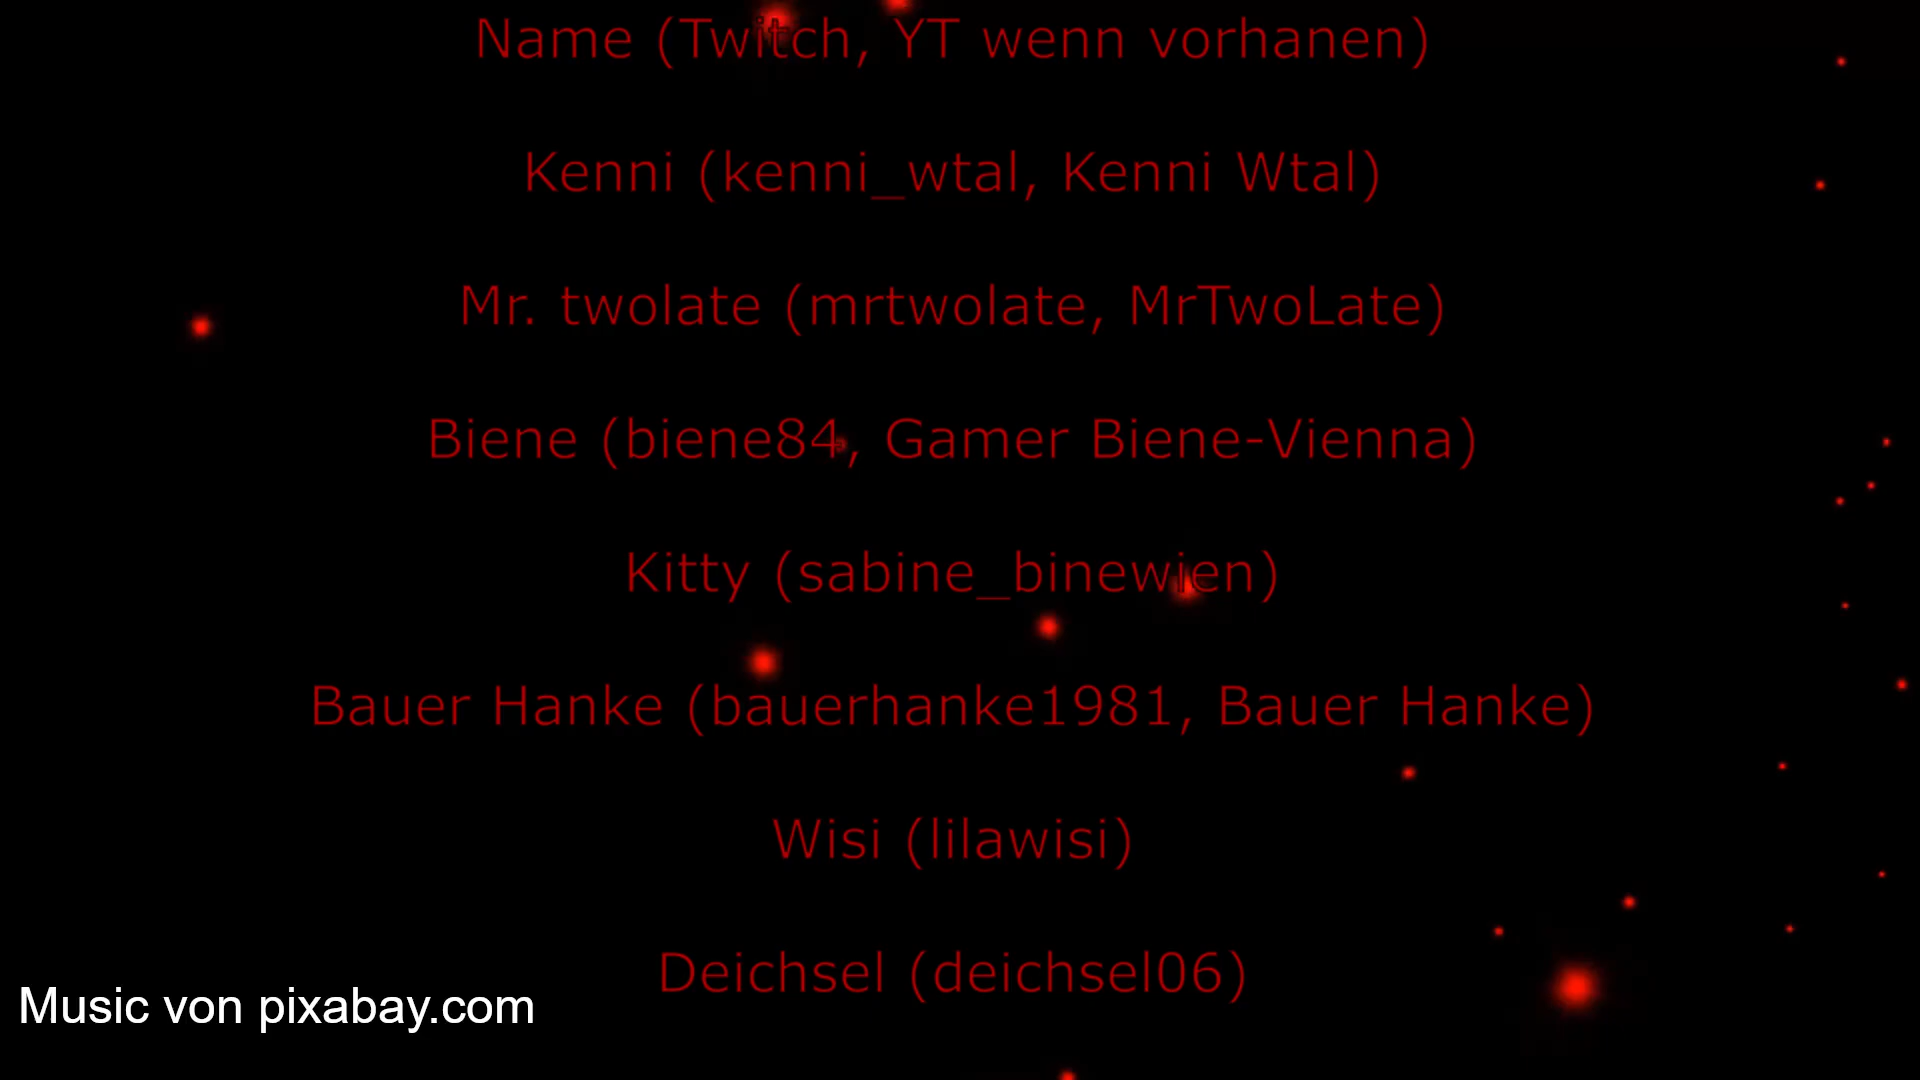 Name (Twitch, YT wenn vorhanen)
Kenni (kenni_wtal, Kenni Wtal)
Mr. twolate (mrtwolate, MrTwoLate)
Biene (biene84, Gamer Biene-Vienna)
Kitty (sabine_binewien)
Bauer Hanke (bauerhanke1981, Bauer Hanke)
Wisi (lilawisi)
Deichsel (deichsel06)
Music von pixabay.com